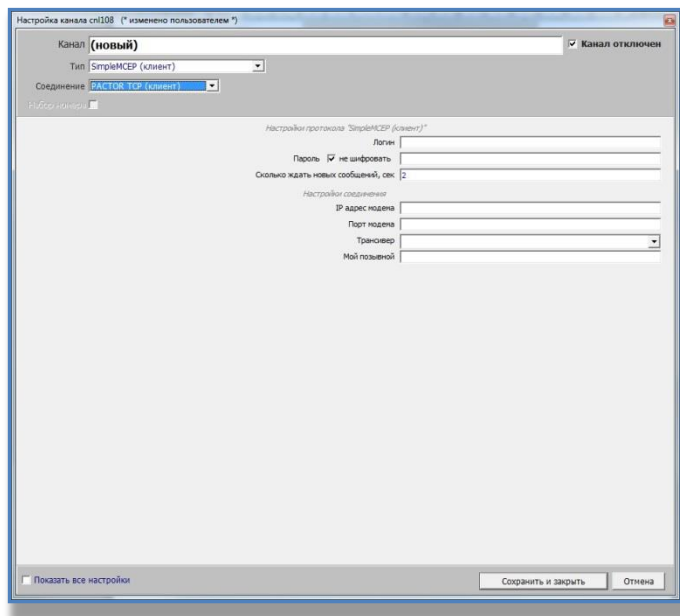 Настройка канала cnl108 (* изменено пользователем *)
Канал (новый) Канал отключен
Тип SimpleMCEP (клиент)
Соединение PACTOR TCP (клиент)
Набор номера
Настройки протокола "SimpleMCEP (клиент)"
Логин
Пароль не шифровать
Сколько ждать новых сообщений, сек 2
Настройки соединения
IP адрес модема
Порт модема
Трансивер
Мой позывной
Показать все настройки Сохранить и закрыть Отмена